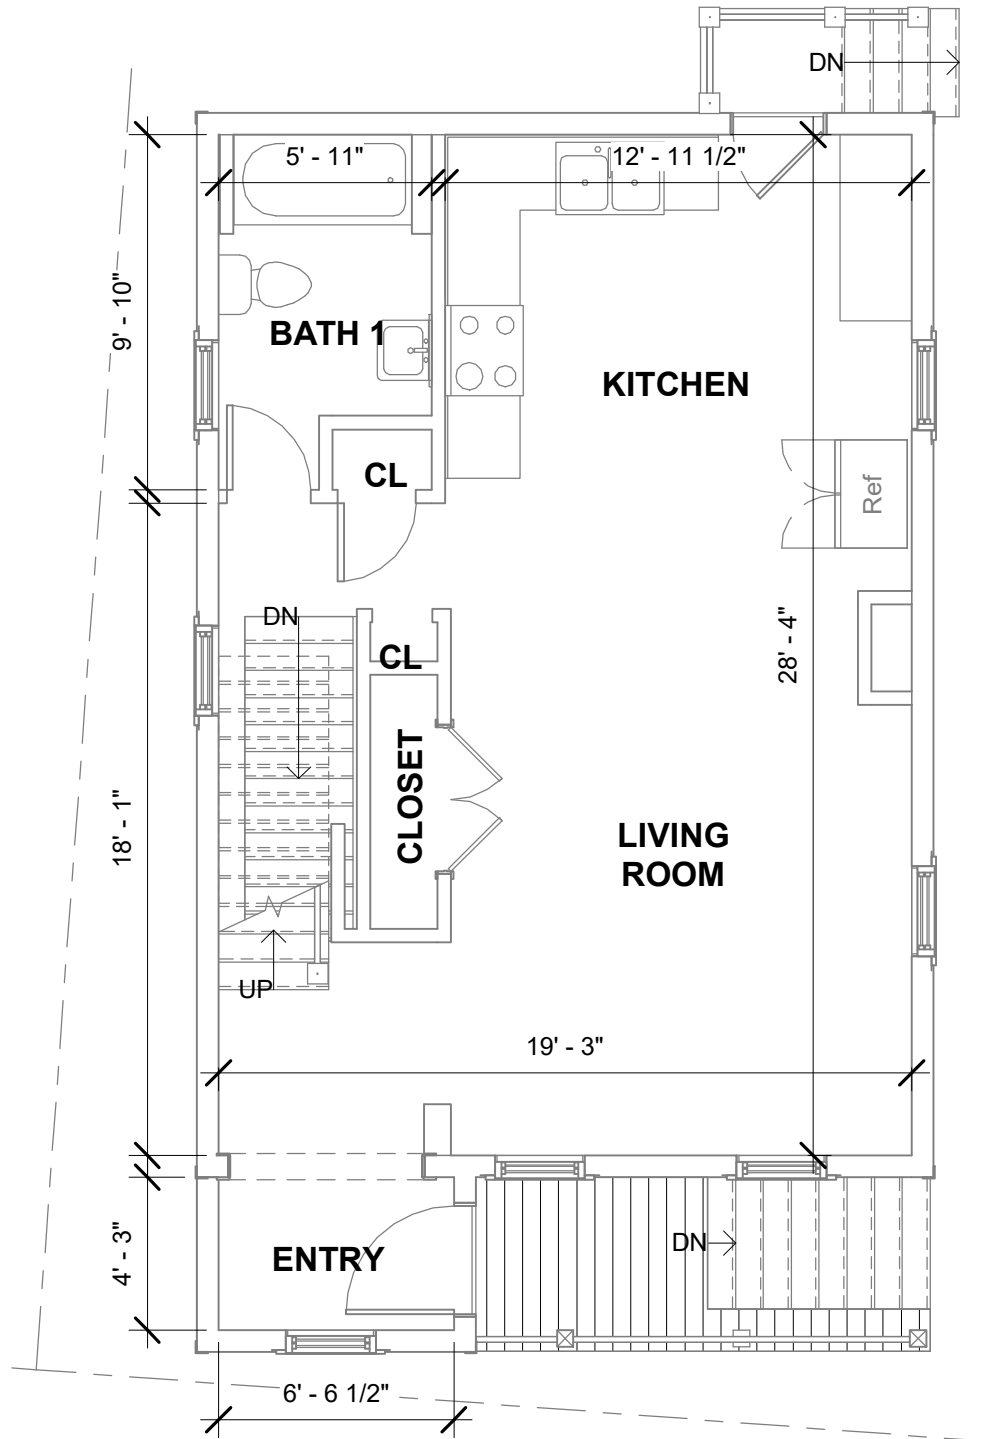 DN
5' - 11"
12' - 11 1/2"
9' - 10"
BATH 1
KITCHEN
CL
Ref
DN
28' - 4"
CL
CLOSET
18' - 1"
LIVING
ROOM
UP
19' - 3"
4' - 3"
ENTRY
DN
6' - 6 1/2"